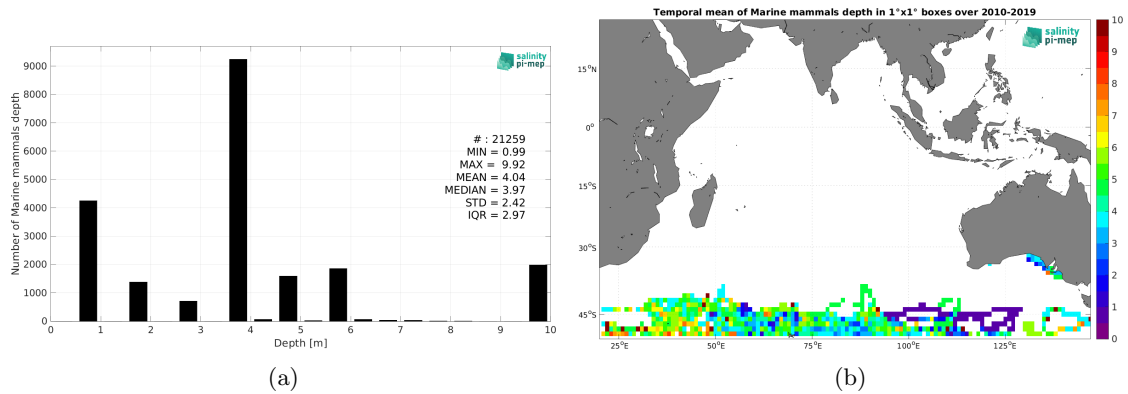 salinity
pi-mep
9000
8000
7000
6000
5000
4000
3000
2000
1000
0
Number of Marine mammals depth
# : 21259
MIN = 0.99
MAX = 9.92
MEAN = 4.04
MEDIAN = 3.97
STD = 2.42
IQR = 2.97
0 1 2 3 4 5 6 7 8 9 10
Depth [m]
(a)
Temporal mean of Marine mammals depth in 1°x1° boxes over 2010-2019
salinity
pi-mep
15°N
0°
15°S
30°S
45°S
25°E 50°E 75°E 100°E 125°E
10
9
8
7
6
5
4
3
2
1
0
(b)